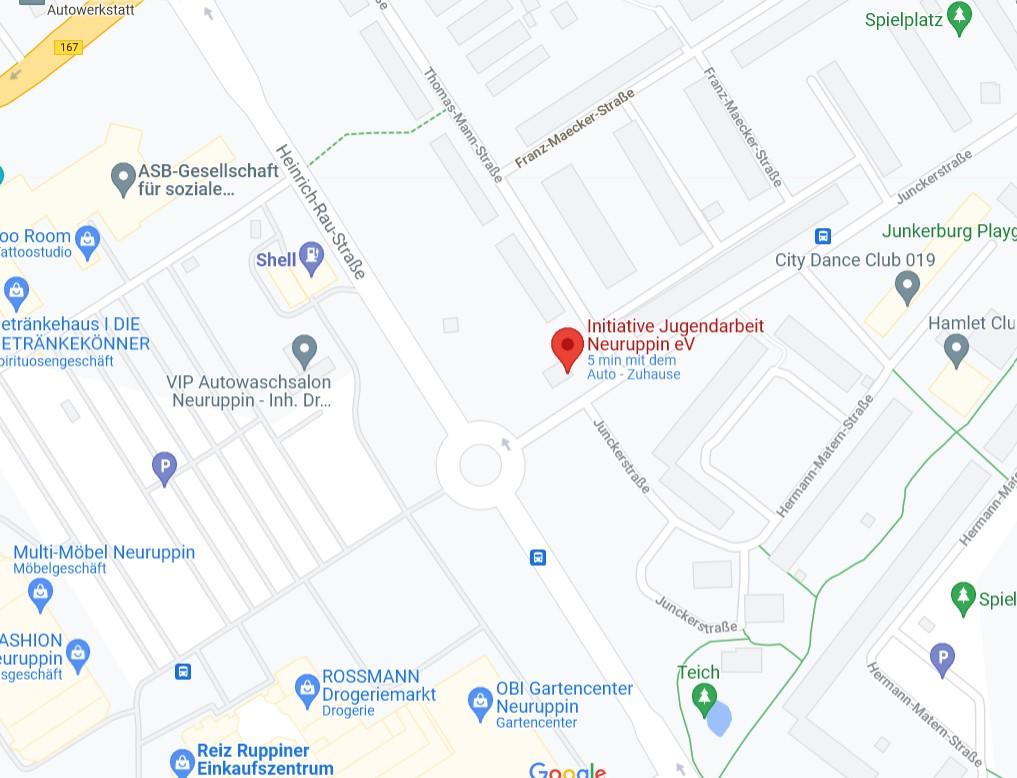 Autowerkstatt
167
Spielplatz
Thomas-Mann-Straße
Franz-Maecker-Straße
Franz-Maecker-Straße
Heinrich-Rau-Straße
ASB-Gesellschaft
für soziale...
Junckerstraße
oo Room
attoostudio
Shell
Junkerburg Playg
City Dance Club 019
etränkehaus I DIE
ETRÄNKEKÖNNER
pirituosengeschäft
Initiative Jugendarbeit
Neuruppin eV
5 min mit dem
Auto - Zuhause
Hamlet Clu
VIP Autowaschsalon
Neuruppin - Inh. Dr...
Junckerstraße
Hermann-Matern-Straße
P
Hermann-Mate
Multi-Möbel Neuruppin
Möbelgeschäft
Junckerstraße
Spiel
ASHION
euruppin
sgeschäft
P
ROSSMANN
Drogeriemarkt
Drogerie
OBI Gartencenter
Neuruppin
Gartencenter
Teich
Hermann-Matern-Straße
Reiz Ruppiner
Einkaufszentrum
Google